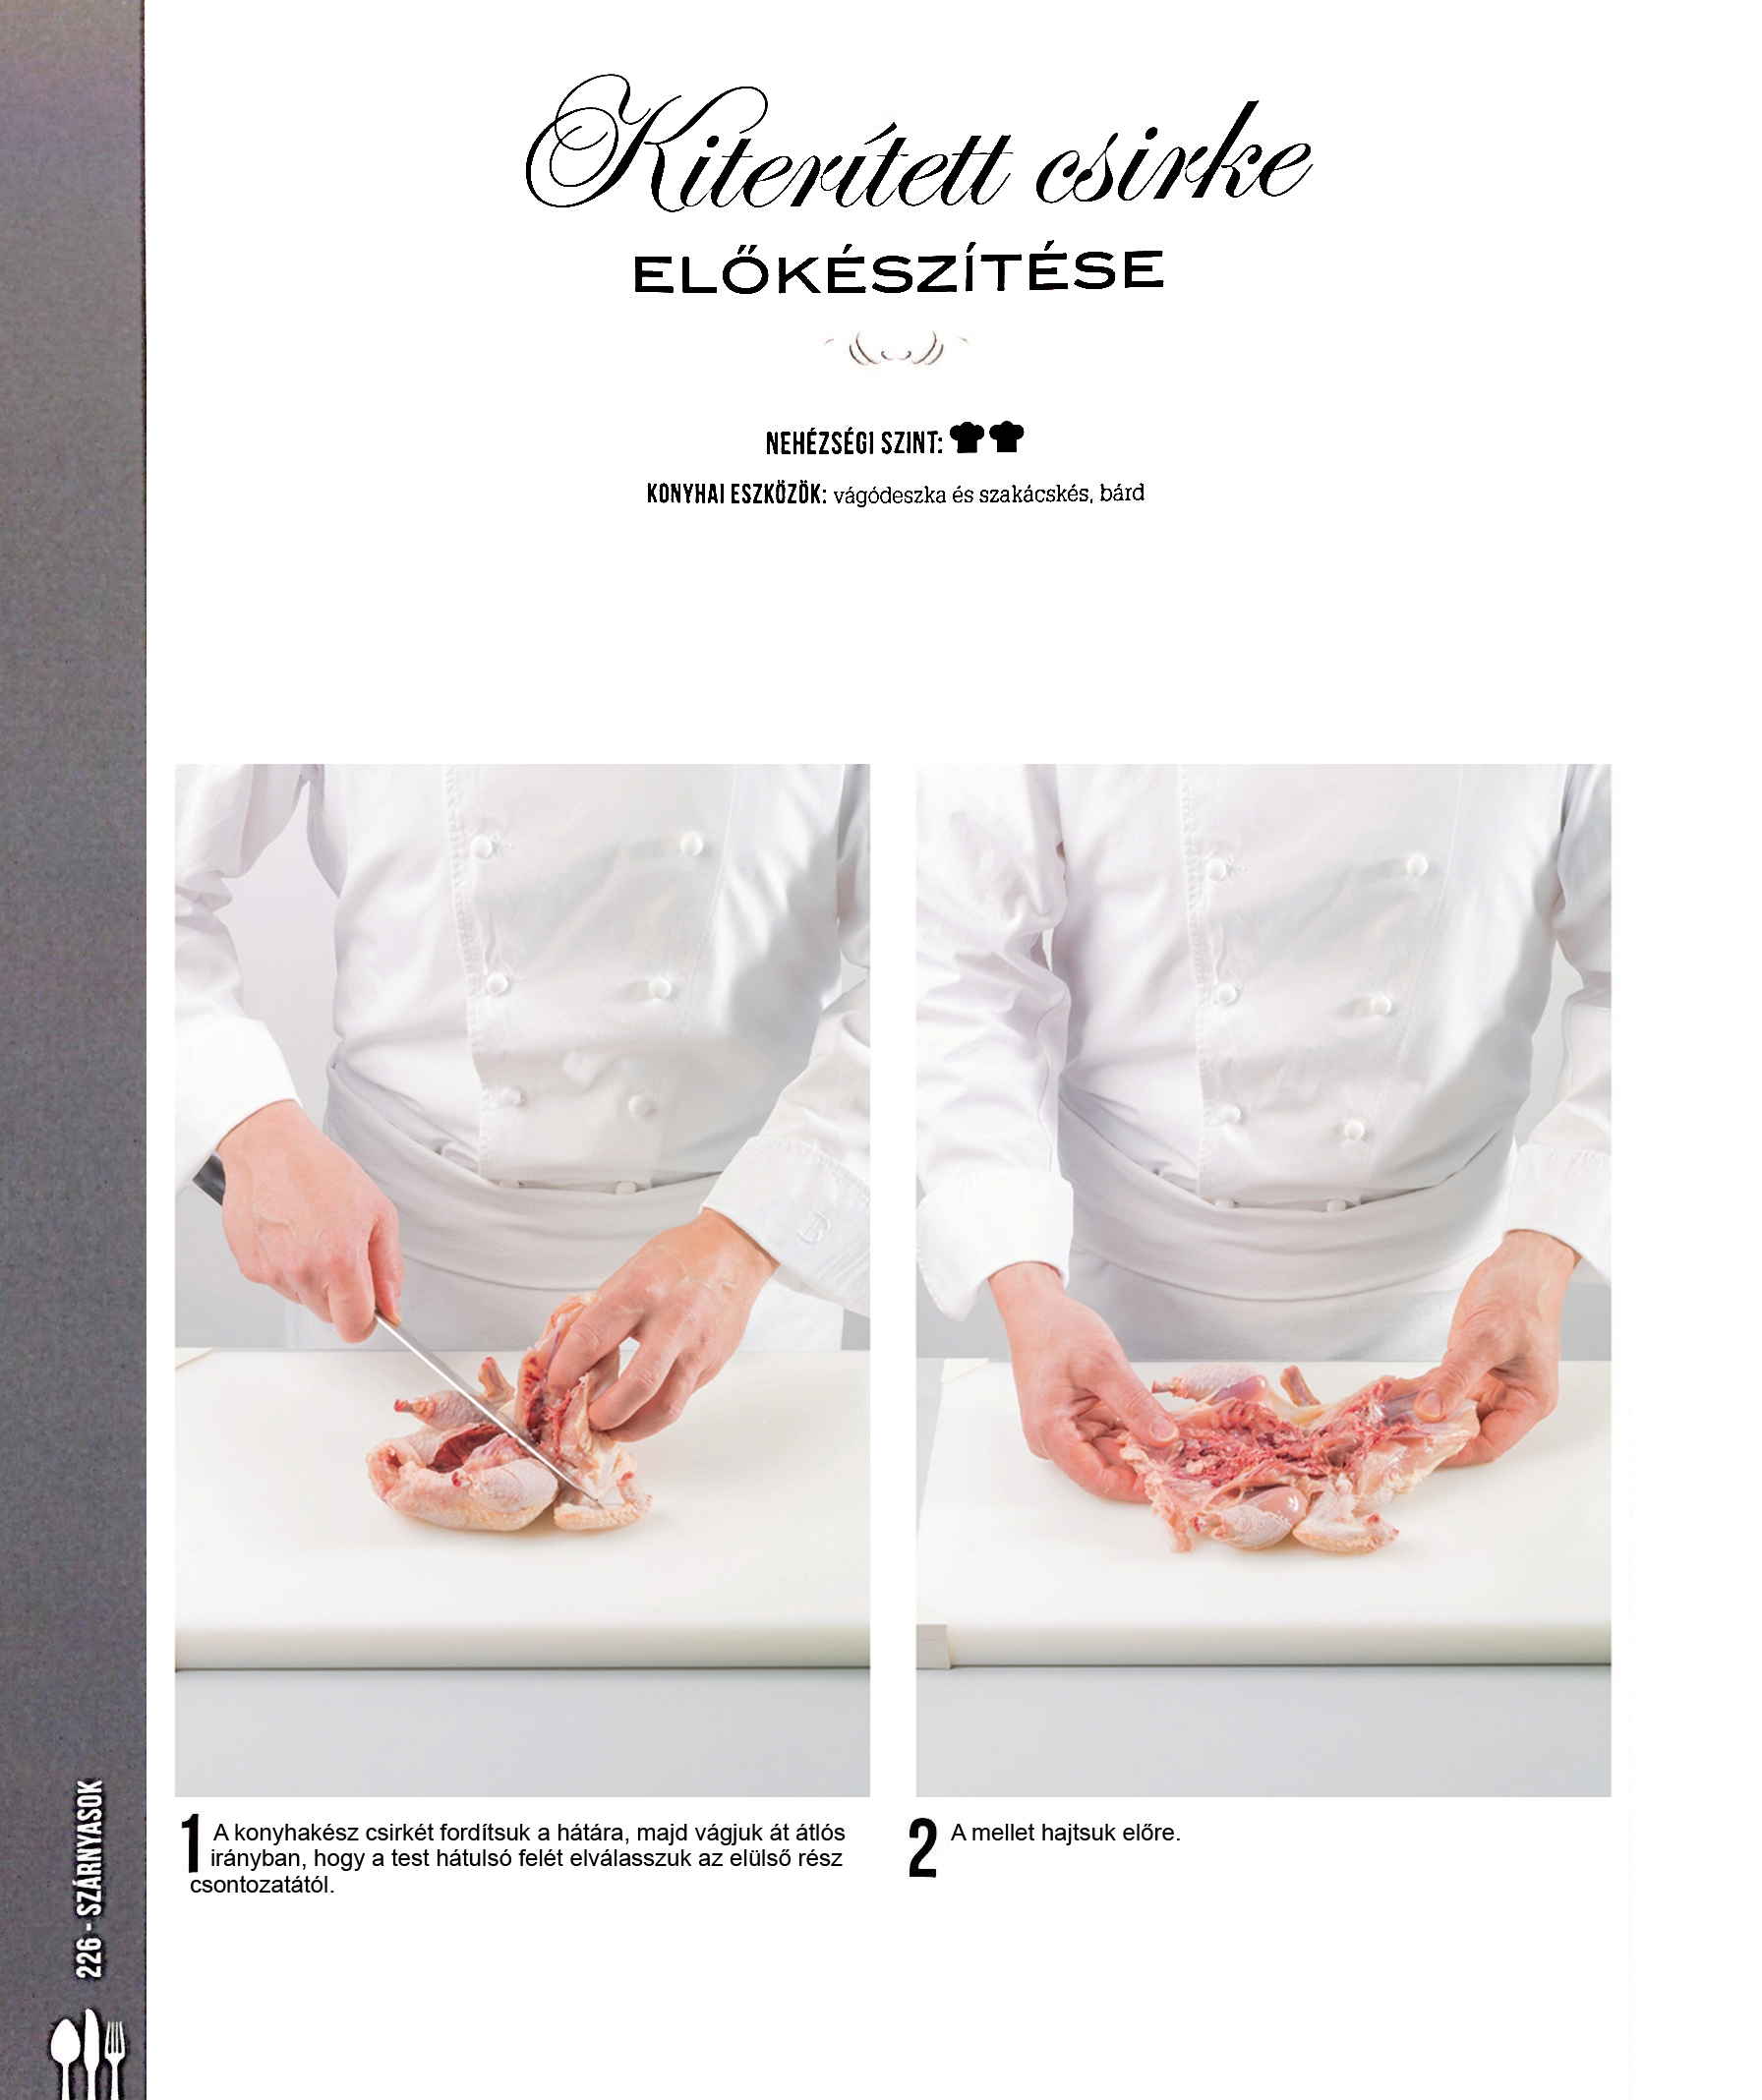 Kiterített csirke
ELŐKÉSZÍTÉSE
NEHÉZSÉGI SZINT:
KONYHAI ESZKÖZÖK: vágódeszka és szakácskés, bárd
B
1 A konyhakész csirkét fordítsuk a hátára, majd vágjuk át átlós
irányban, hogy a test hátulsó felét elválasszuk az elülső rész
csontozatától.
2 A mellet hajtsuk előre.
226 - SZÁRNYASOK